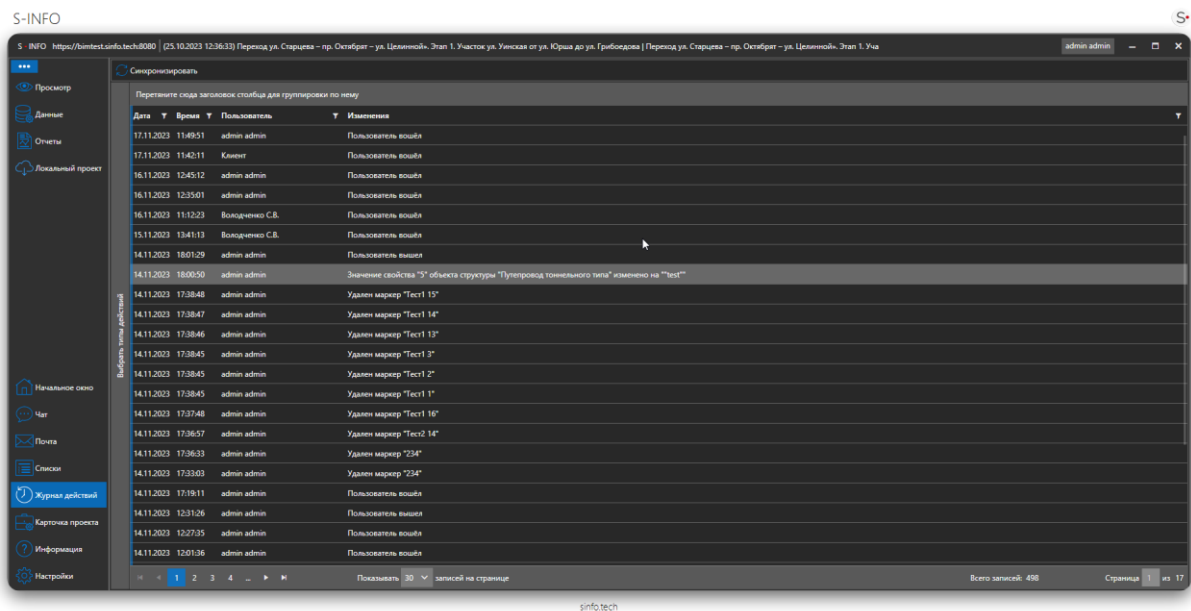 S-INFO
S
S · INFO https://bimtest.sinfo.tech:8080 | (25.10.2023 12:36:33) Переход ул. Старцева – пр. Октябрят – ул. Целинной». Этап 1. Участок ул. Уинская от ул. Юрша до ул. Грибоедова | Переход ул. Старцева – пр. Октябрят – ул. Целинной». Этап 1. Уча admin admin
Синхронизировать
Просмотр
Данные
Отчеты
Локальный проект
Начальное окно
Чат
Почта
Списки
Журнал действий
Карточка проекта
Информация
Настройки
Выбрать типы действий
Перетяните сюда заголовок столбца для группировки по нему
Дата Время Пользователь Изменения
17.11.2023 11:49:51 admin admin Пользователь вошёл
17.11.2023 11:42:11 Клиент Пользователь вошёл
16.11.2023 12:45:12 admin admin Пользователь вошёл
16.11.2023 12:35:01 admin admin Пользователь вошёл
16.11.2023 11:12:23 Володченко С.В. Пользователь вошёл
15.11.2023 13:41:13 Володченко С.В. Пользователь вошёл
14.11.2023 18:01:29 admin admin Пользователь вышел
14.11.2023 18:00:50 admin admin Значение свойства "5" объекта структуры "Путепровод тоннельного типа" изменено на ""test""
14.11.2023 17:38:48 admin admin Удален маркер "Тест1 15"
14.11.2023 17:38:47 admin admin Удален маркер "Тест1 14"
14.11.2023 17:38:46 admin admin Удален маркер "Тест1 13"
14.11.2023 17:38:45 admin admin Удален маркер "Тест1 3"
14.11.2023 17:38:45 admin admin Удален маркер "Тест1 2"
14.11.2023 17:38:45 admin admin Удален маркер "Тест1 1"
14.11.2023 17:37:48 admin admin Удален маркер "Тест1 16"
14.11.2023 17:36:57 admin admin Удален маркер "Тест2 14"
14.11.2023 17:36:33 admin admin Удален маркер "234"
14.11.2023 17:33:03 admin admin Удален маркер "234"
14.11.2023 17:19:11 admin admin Пользователь вошёл
14.11.2023 12:31:26 admin admin Пользователь вышел
14.11.2023 12:27:35 admin admin Пользователь вошёл
14.11.2023 12:01:36 admin admin Пользователь вошёл
1 2 3 4 ... Показывать 30 записей на странице Всего записей: 498 Страница 1 из 17
sinfo.tech